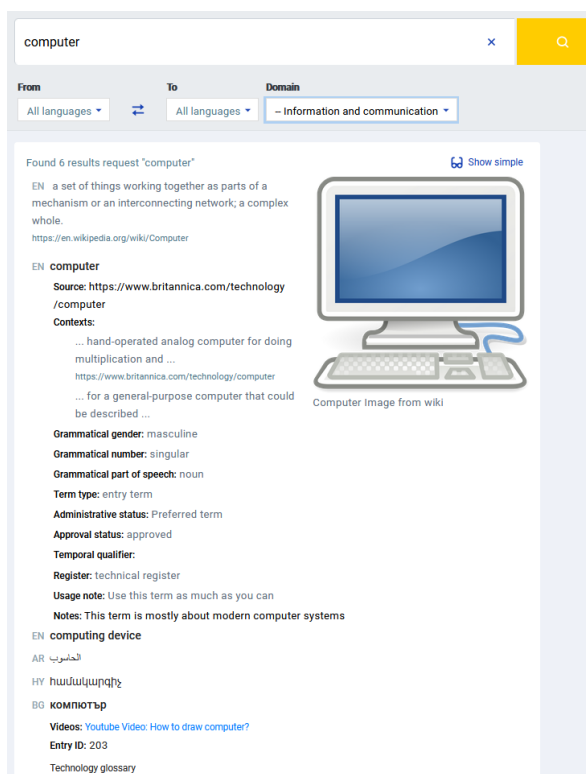 computer
From To Domain
All languages All languages – Information and communication
Found 6 results request "computer" Show simple
EN a set of things working together as parts of a
mechanism or an interconnecting network; a complex
whole.
https://en.wikipedia.org/wiki/Computer
EN computer
Source: https://www.britannica.com/technology
/computer
Contexts:
... hand-operated analog computer for doing
multiplication and ...
https://www.britannica.com/technology/computer
... for a general-purpose computer that could
be described ...
Computer Image from wiki
Grammatical gender: masculine
Grammatical number: singular
Grammatical part of speech: noun
Term type: entry term
Administrative status: Preferred term
Approval status: approved
Temporal qualifier:
Register: technical register
Usage note: Use this term as much as you can
Notes: This term is mostly about modern computer systems
EN computing device
AR الحاسوب
HY համակարգիչ
BG компютър
Videos: Youtube Video: How to draw computer?
Entry ID: 203
Technology glossary